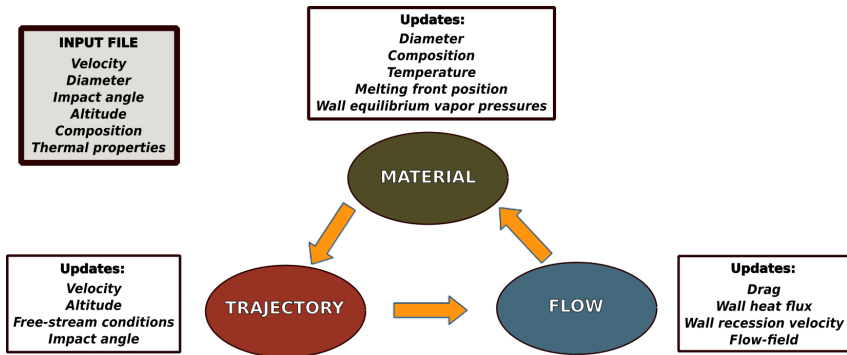 INPUT FILE
Velocity
Diameter
Impact angle
Altitude
Composition
Thermal properties
Updates:
Diameter
Composition
Temperature
Melting front position
Wall equilibrium vapor pressures
MATERIAL
Updates:
Velocity
Altitude
Free-stream conditions
Impact angle
TRAJECTORY
FLOW
Updates:
Drag
Wall heat flux
Wall recession velocity
Flow-field